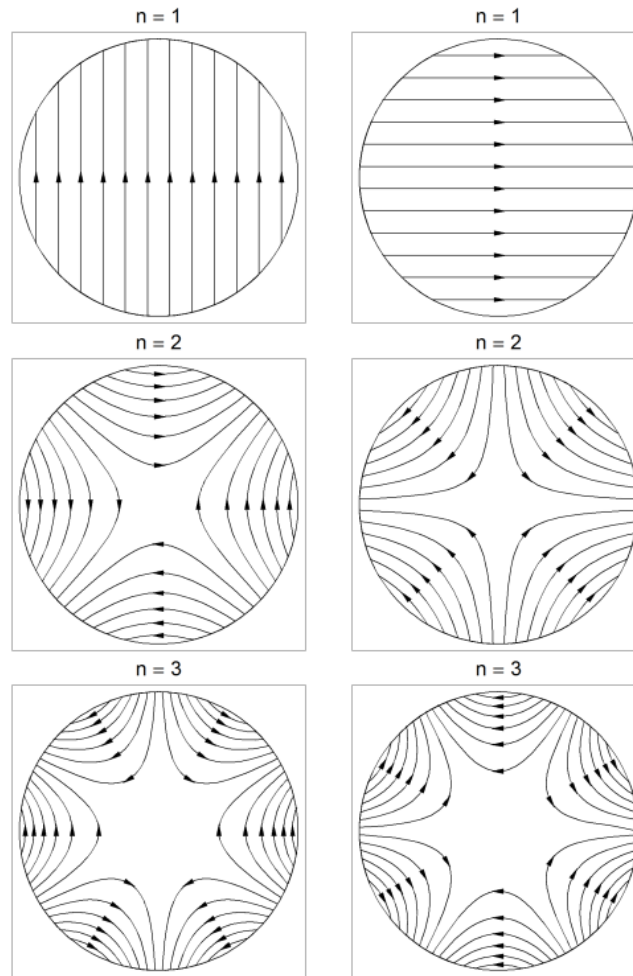 n = 1
n = 1
n = 2
n = 2
n = 3
n = 3